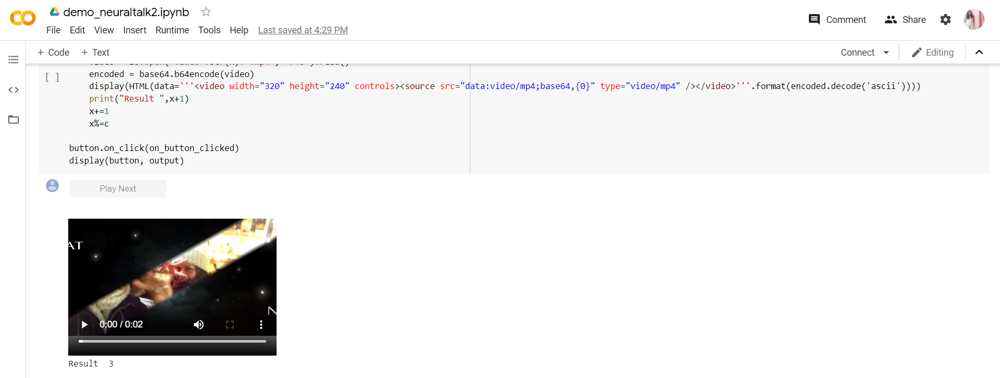 demo_neuraltalk2.ipynb
File Edit View Insert Runtime Tools Help Last saved at 4:29 PM
Comment Share
+ Code + Text
Connect Editing
[ ]
encoded = base64.b64encode(video)
display(HTML(data='''<video width="320" height="240" controls><source src="data:video/mp4;base64,{0}" type="video/mp4" /></video>'''.format(encoded.decode('ascii'))))
print("Result ",x+1)
x+=1
x%=c
button.on_click(on_button_clicked)
display(button, output)
Play Next
AT
0:00 / 0:02
Result 3